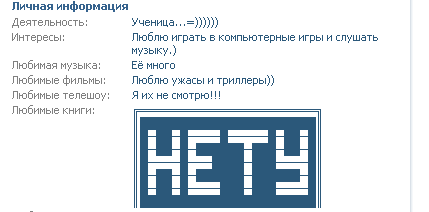 Личная информация
Деятельность: Ученица...=))))))
Интересы: Люблю играть в компьютерные игры и слушать
музыку.)
Любимая музыка: Её много
Любимые фильмы: Люблю ужасы и триллеры))
Любимые телешоу: Я их не смотрю!!!
Любимые книги:
НЕТУ